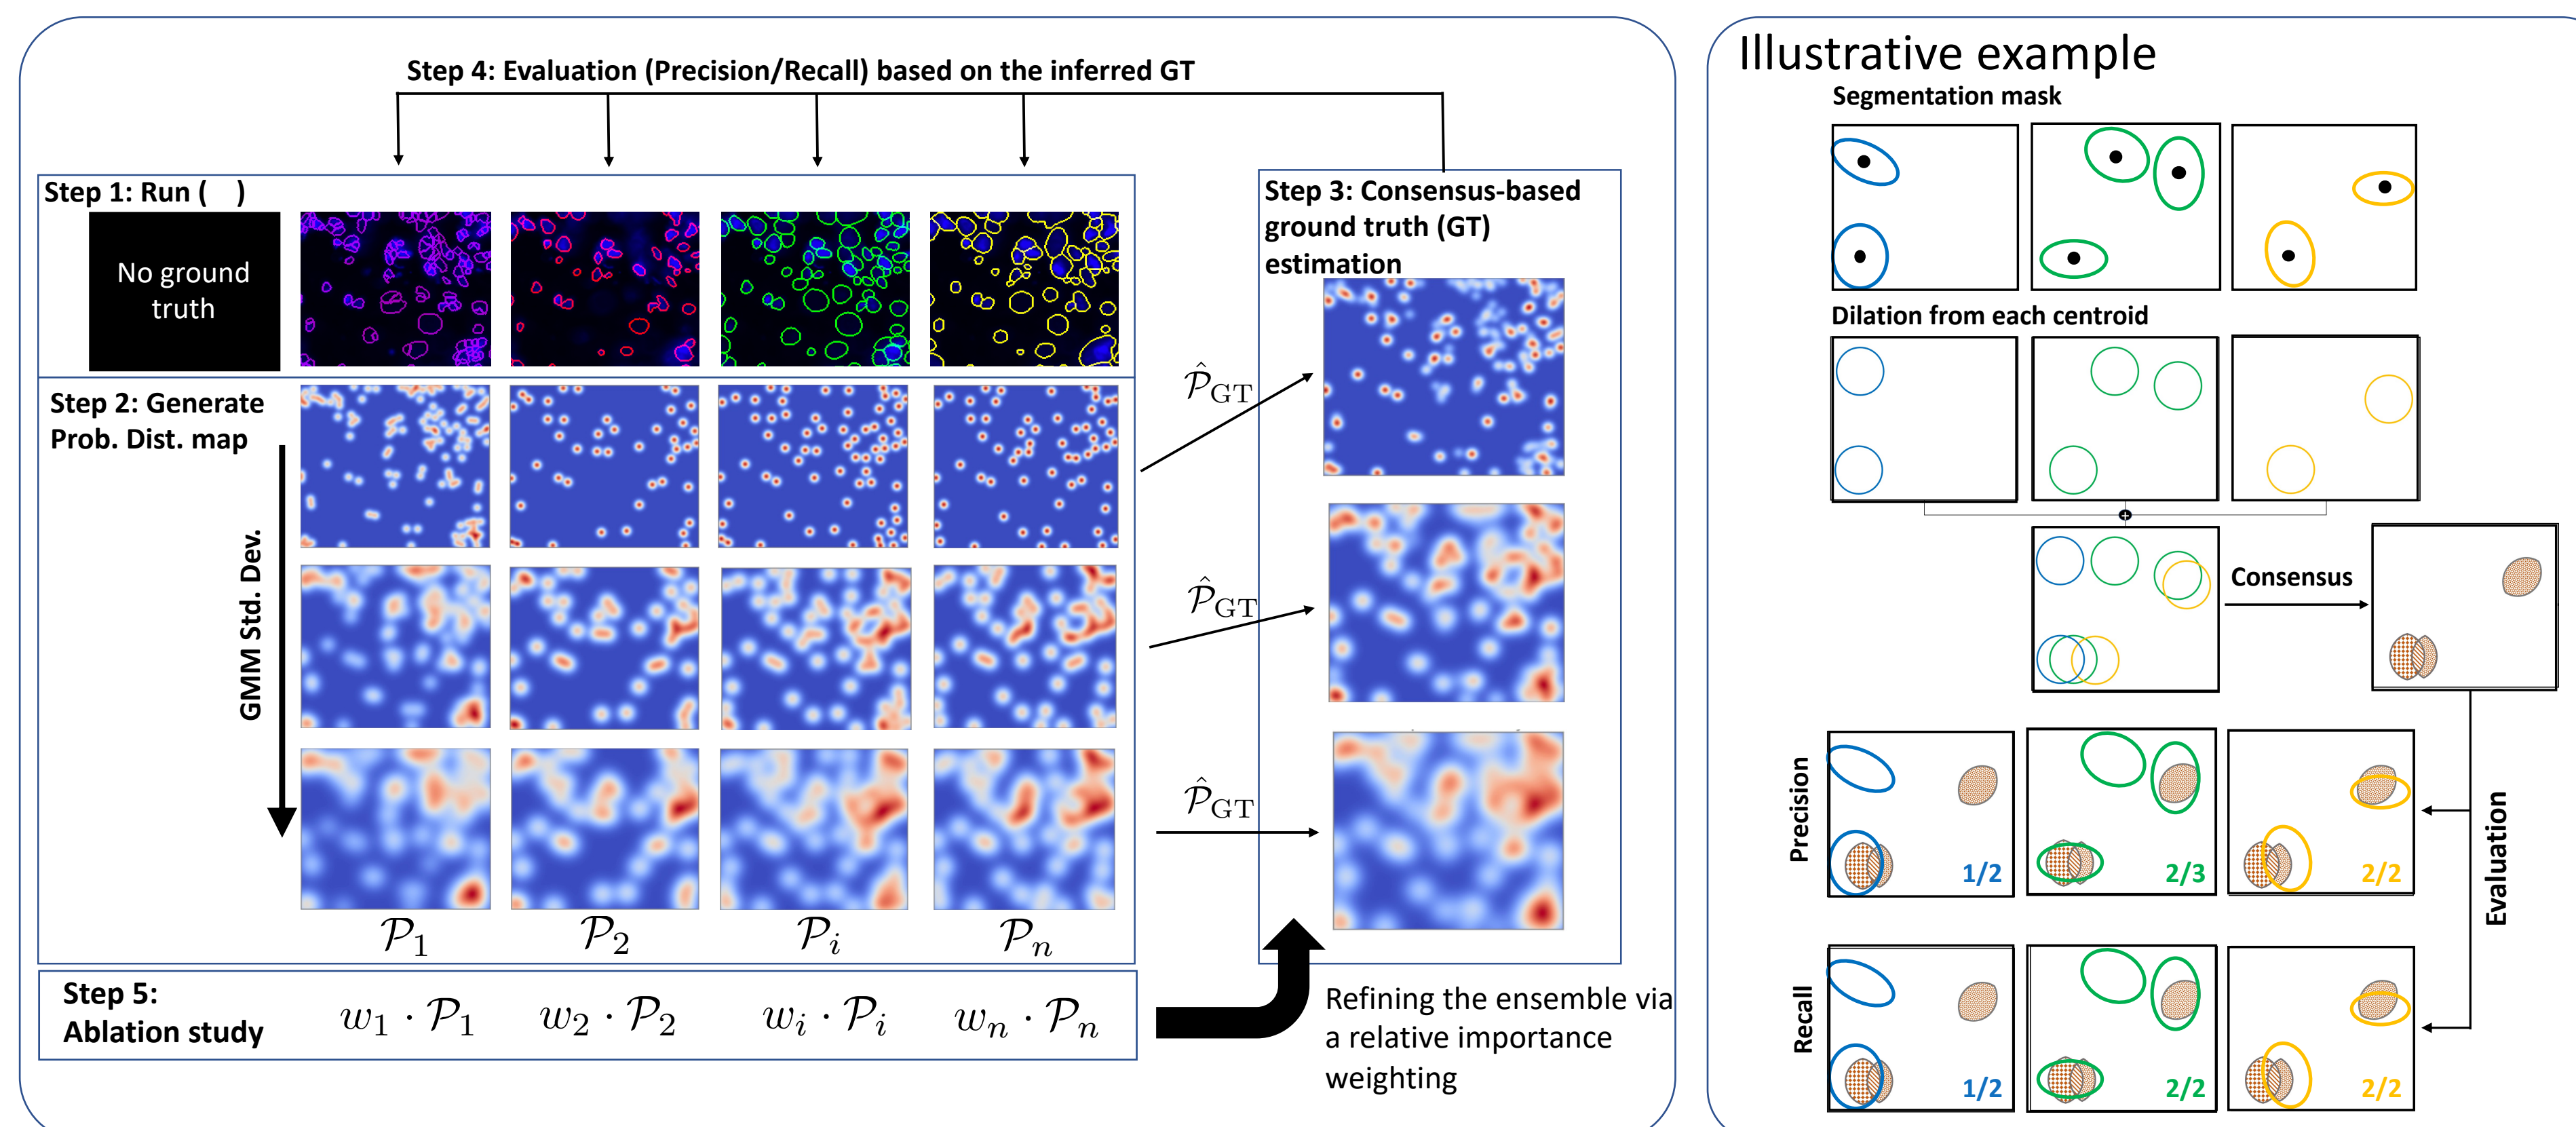 Step 4: Evaluation (Precision/Recall) based on the inferred GT
Step 1: Run (    )
No ground
truth
Step 2: Generate
Prob. Dist. map
GMM Std. Dev.
𝒫₁ 𝒫₂ 𝒫ᵢ 𝒫ₙ
Step 3: Consensus-based
ground truth (GT)
estimation
𝒫̂_GT
𝒫̂_GT
𝒫̂_GT
Step 5:
Ablation study
w₁ · 𝒫₁ w₂ · 𝒫₂ wᵢ · 𝒫ᵢ wₙ · 𝒫ₙ
Refining the ensemble via
a relative importance
weighting
Illustrative example
Segmentation mask
Dilation from each centroid
+
Consensus
Precision
1/2 2/3 2/2
Evaluation
Recall
1/2 2/2 2/2